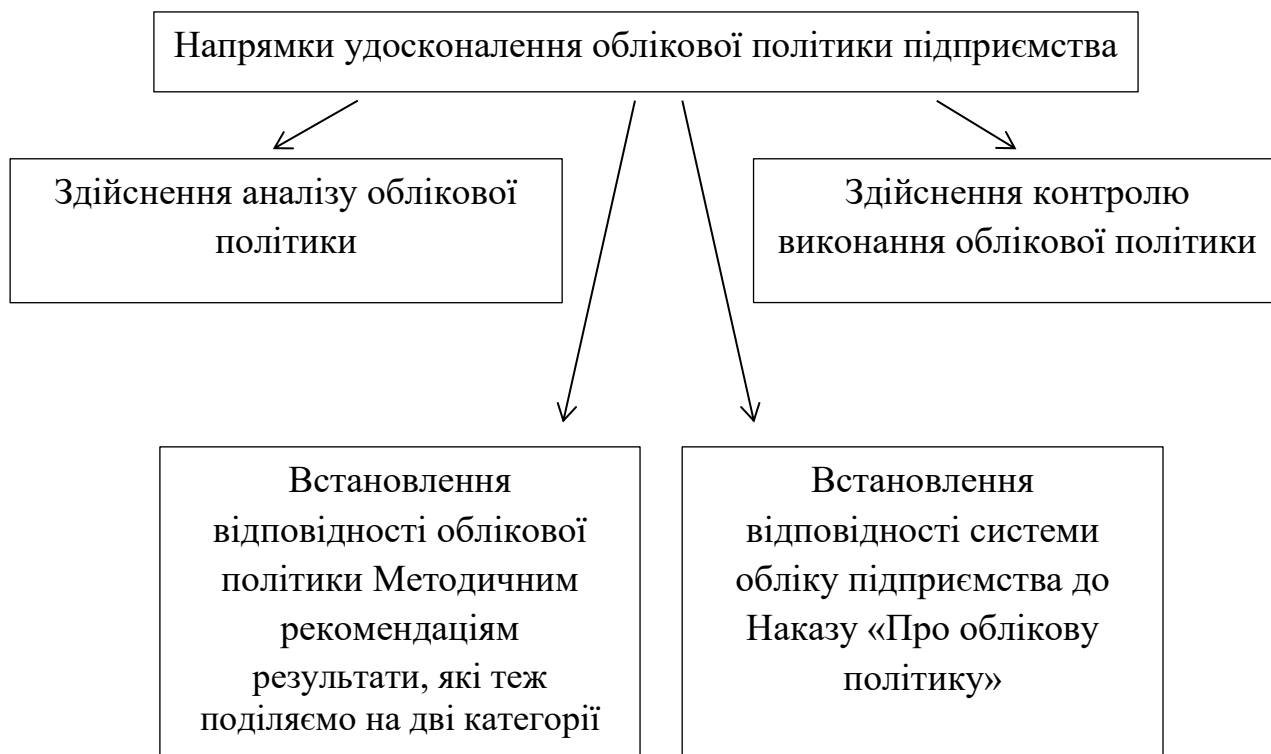 Напрямки удосконалення облікової політики підприємства
Здійснення аналізу облікової
політики
Здійснення контролю
виконання облікової політики
Встановлення
відповідності облікової
політики Методичним
рекомендаціям
результати, які теж
поділяємо на дві категорії
Встановлення
відповідності системи
обліку підприємства до
Наказу «Про облікову
політику»